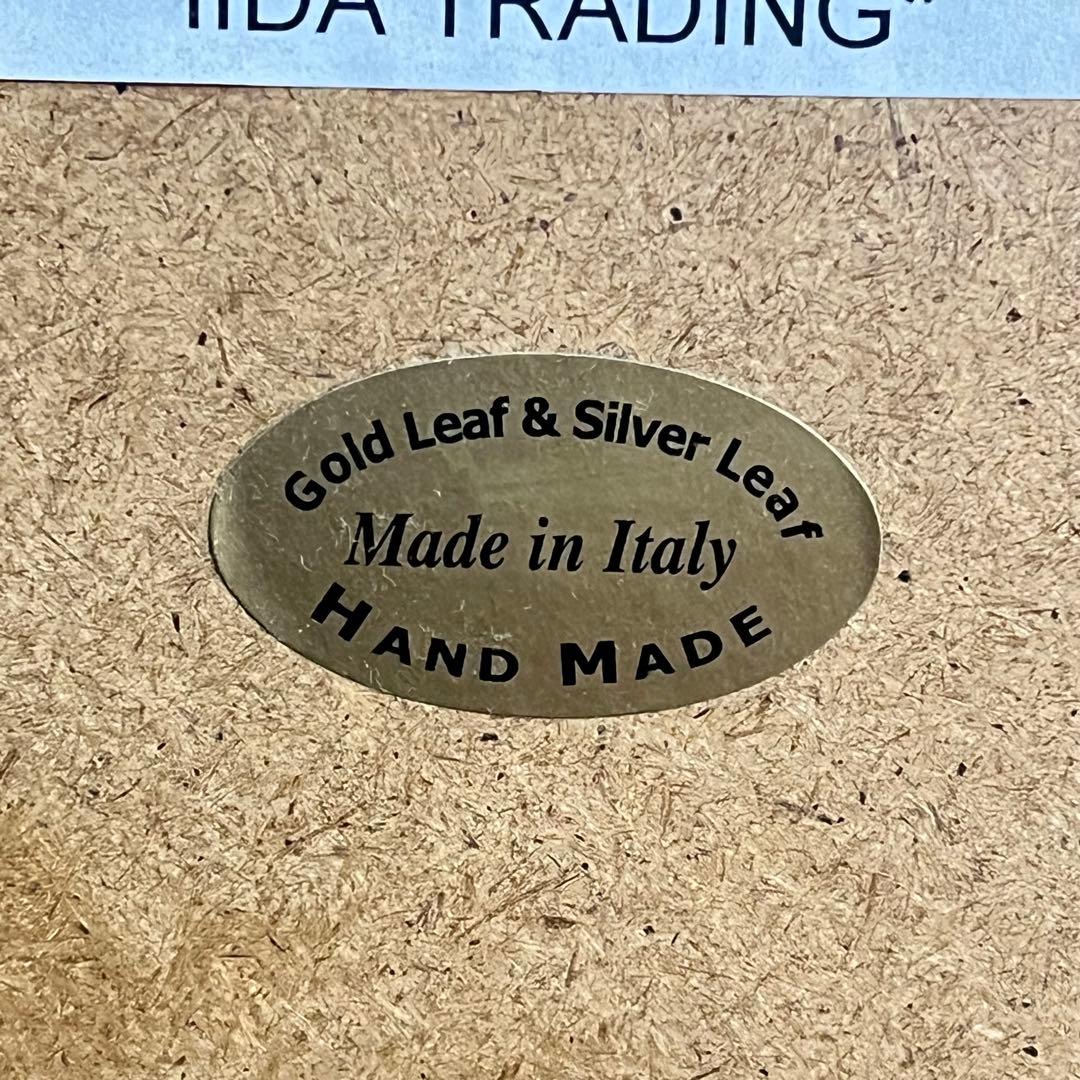 IIDA TRADING"
Gold Leaf & Silver Leaf
Made in Italy
HAND MADE